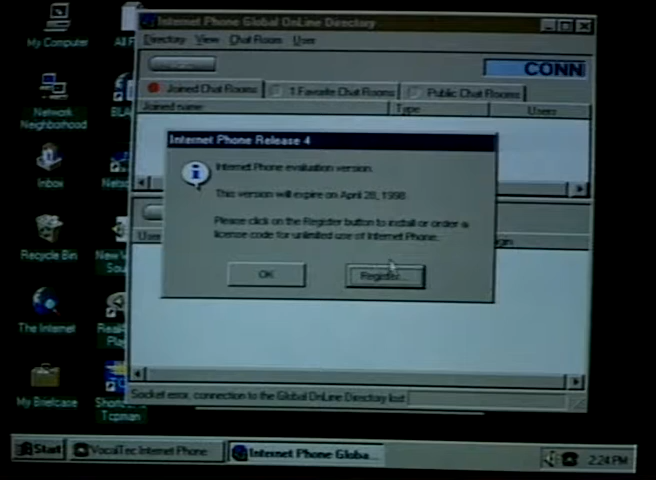 My Computer
Network
Neighborhood
Inbox
Recycle Bin
The Internet
My Briefcase
Internet Phone Global OnLine Directory
Directory View Chat Room User
CONN
Joined Chat Rooms
1 Favorite Chat Rooms
Public Chat Rooms
Joined name Type Users
Internet Phone Release 4
Internet Phone evaluation version.
This version will expire on April 28, 1998.
Please click on the Register button to install or order a
license code for unlimited use of Internet Phone.
OK
Register...
Socket error, connection to the Global OnLine Directory lost
Start
VocalTec Internet Phone
Internet Phone Globa...
2:24 PM